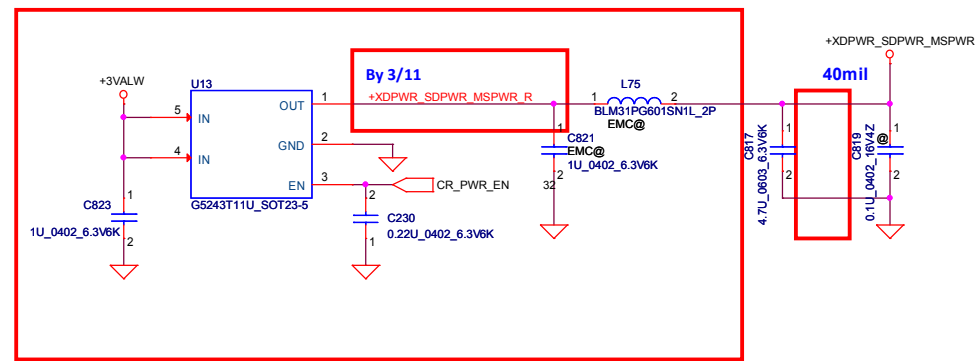 +XDPWR_SDPWR_MSPWR
+3VALW
U13
By 3/11
L75
40mil
5
IN
OUT
1
+XDPWR_SDPWR_MSPWR_R
1
2
BLM31PG601SN1L_2P
EMC@
GND
2
4
IN
EN
3
CR_PWR_EN
G5243T11U_SOT23-5
1
C821
EMC@
1U_0402_6.3V6K
32
2
1
2
C817
4.7U_0603_6.3V6K
1
2
@
C819
0.1U_0402_16V4Z
1
C823
1U_0402_6.3V6K
2
2
C230
0.22U_0402_6.3V6K
1